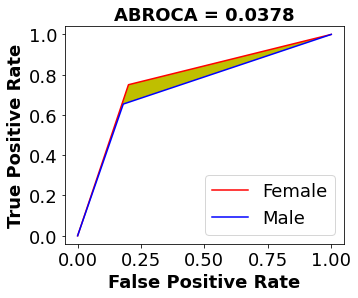 ABROCA = 0.0378
True Positive Rate
1.0
0.8
0.6
0.4
0.2
0.0
Female
Male
0.00 0.25 0.50 0.75 1.00
False Positive Rate